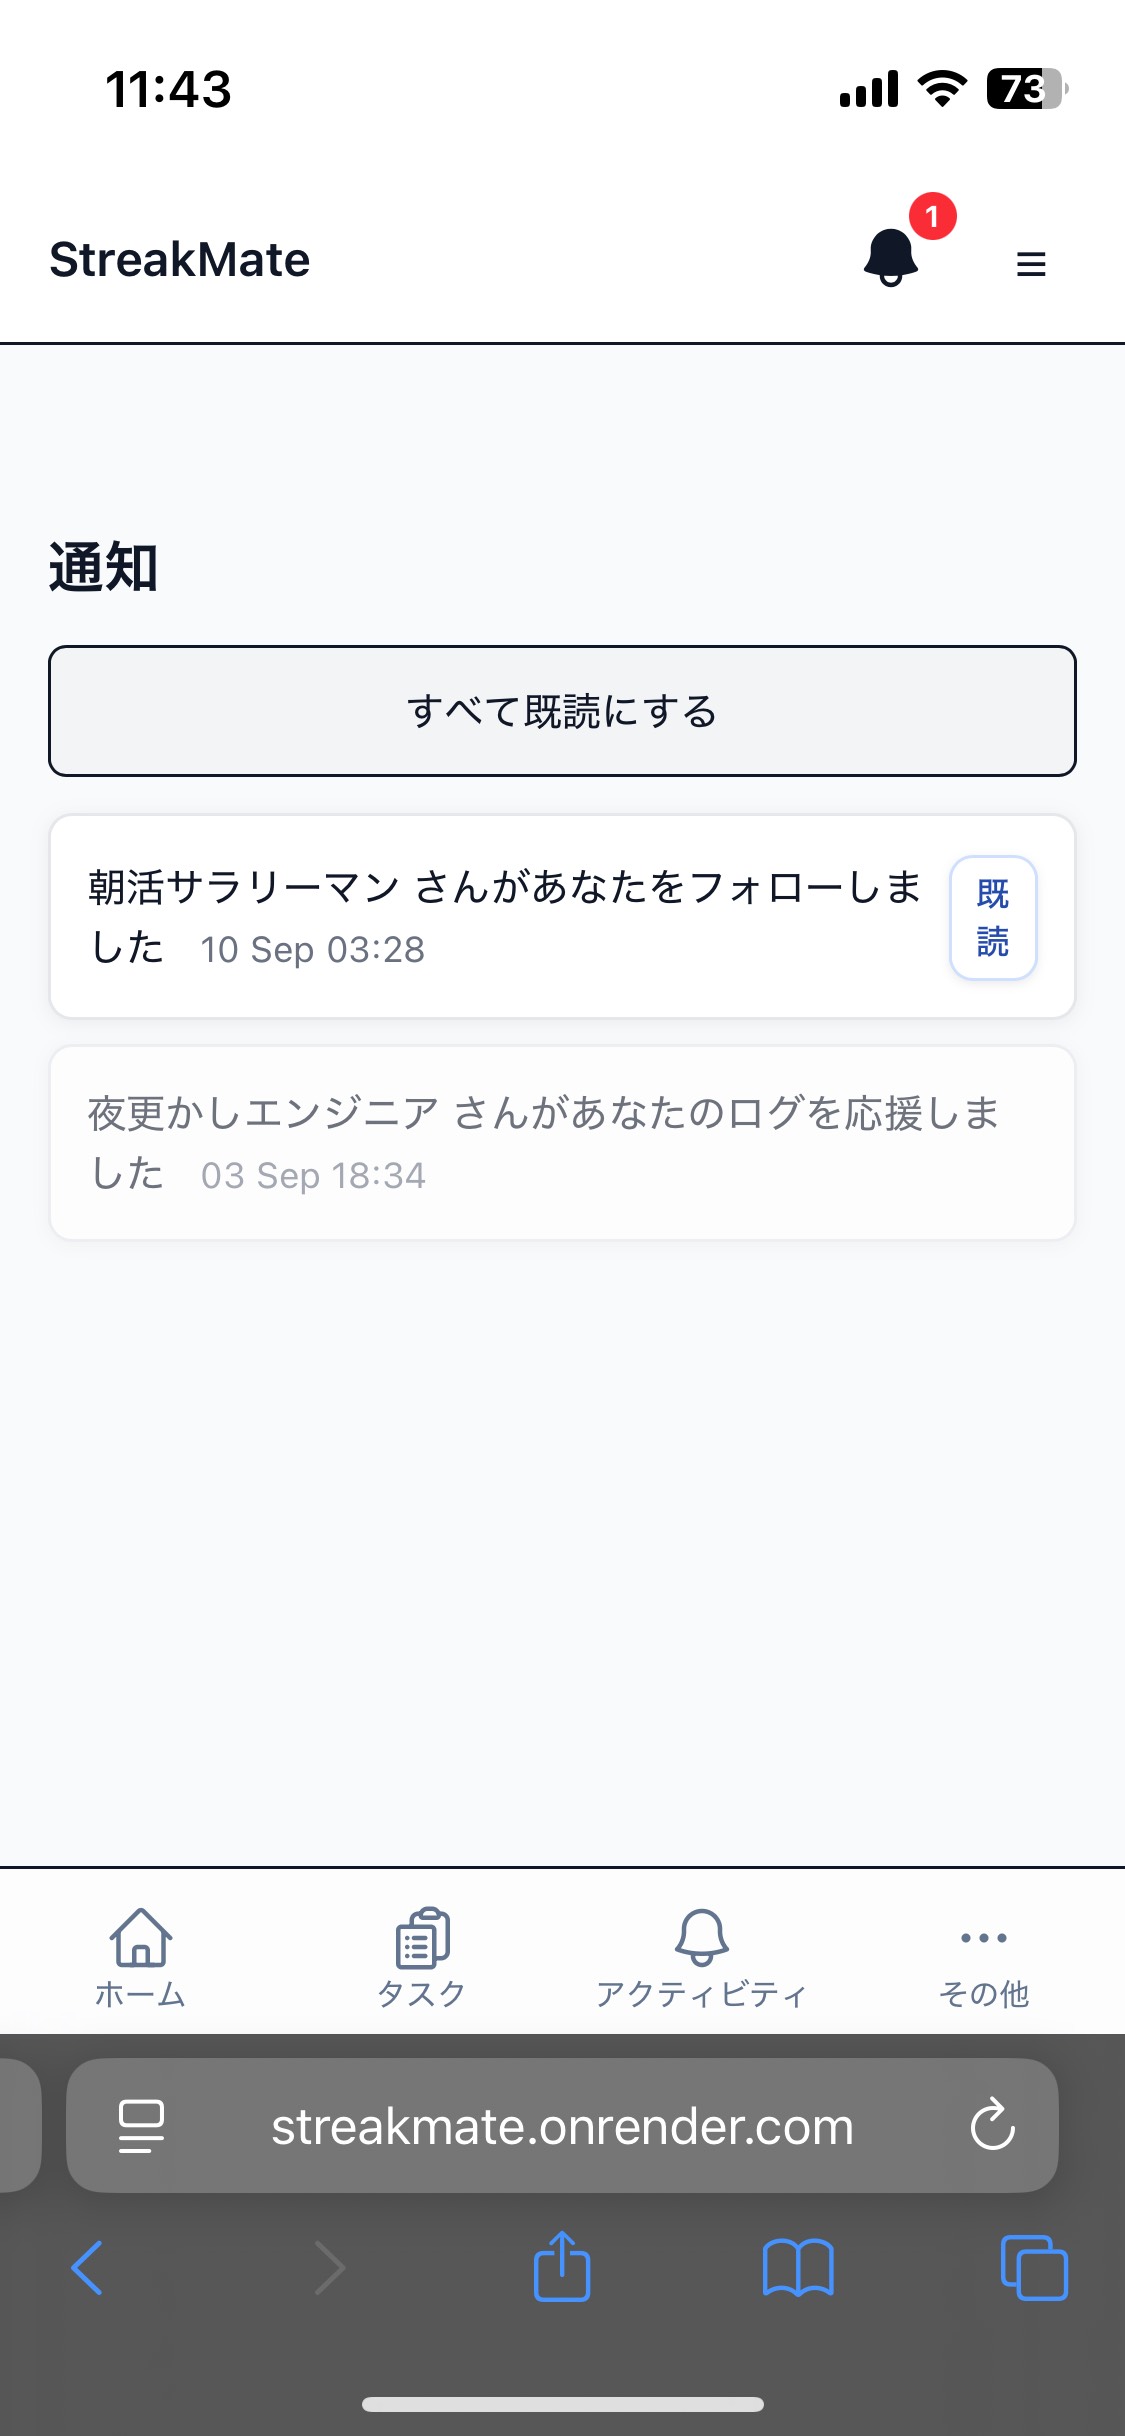 11:43
73
StreakMate
1
通知
すべて既読にする
朝活サラリーマン さんがあなたをフォローしま
した 10 Sep 03:28
既
読
夜更かしエンジニア さんがあなたのログを応援しま
した 03 Sep 18:34
ホーム
タスク
アクティビティ
その他
streakmate.onrender.com